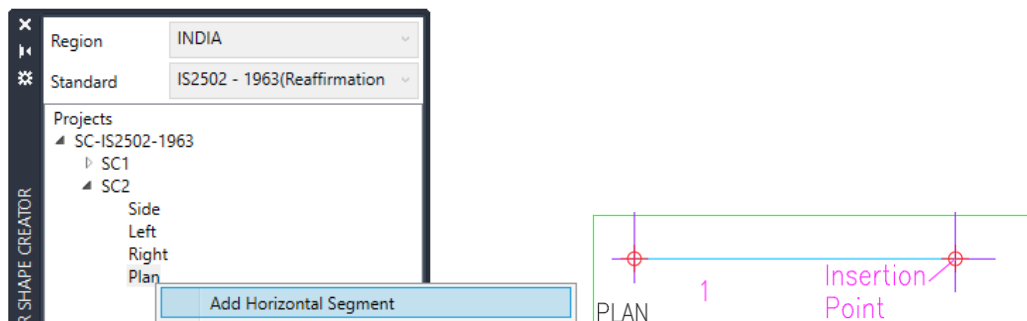 Region
INDIA
Standard
IS2502 - 1963(Reaffirmation
Projects
SC-IS2502-1963
SC1
SC2
Side
Left
Right
Plan
Add Horizontal Segment
R SHAPE CREATOR
1
Insertion
Point
PLAN